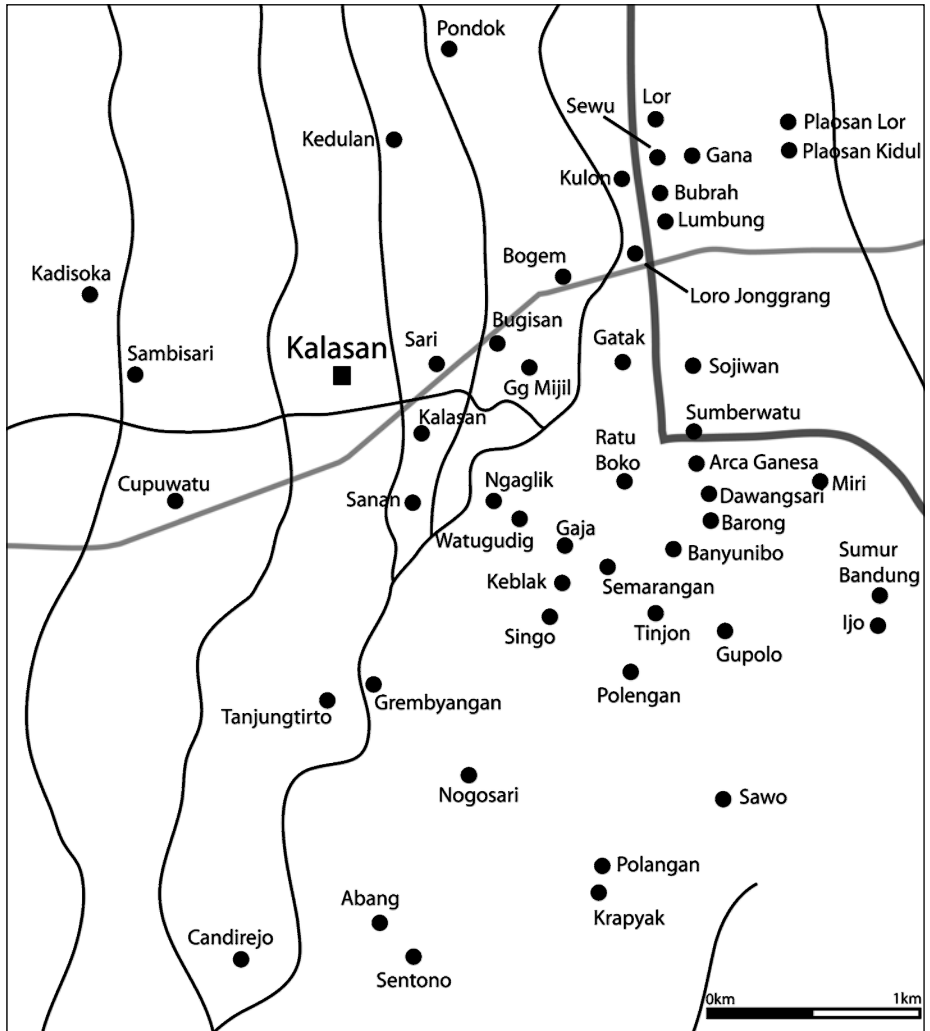 Pondok
Lor
Sewu
Plaosan Lor
Kedulan
Gana
Plaosan Kidul
Kulon
Bubrah
Lumbung
Bogem
Kadisoka
Loro Jonggrang
Bugisan
Kalasan
Sari
Gatak
Sambisari
Sojiwan
Gg Mijil
Sumberwatu
Kalasan
Ratu
Boko
Arca Ganesa
Cupuwatu
Ngaglik
Miri
Sanan
Dawangsari
Gaja
Barong
Watugudig
Banyunibo
Sumur
Bandung
Keblak
Semarangan
Ijo
Singo
Tinjon
Gupolo
Polengan
Grembyangan
Tanjungtirto
Nogosari
Sawo
Polangan
Abang
Krapyak
Candirejo
Sentono
0km 1km